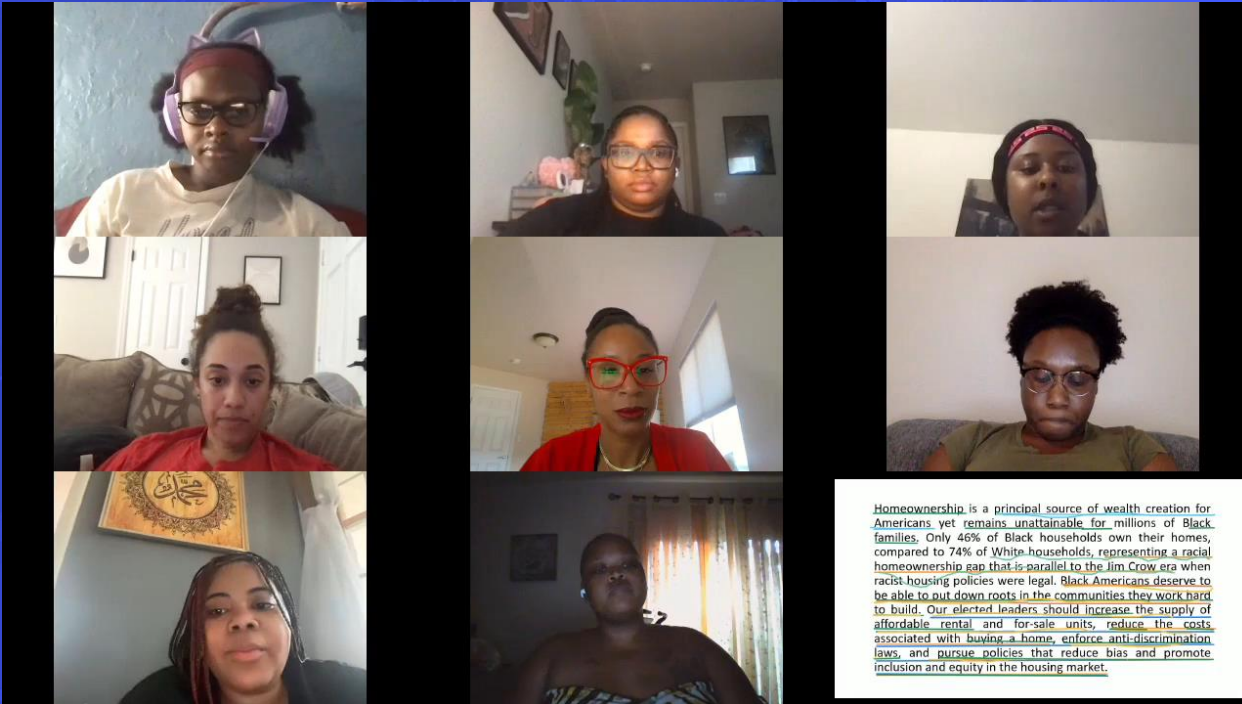 محمد
Homeownership is a principal source of wealth creation for
Americans yet remains unattainable for millions of Black
families. Only 46% of Black households own their homes,
compared to 74% of White households, representing a racial
homeownership gap that is parallel to the Jim Crow era when
racist housing policies were legal. Black Americans deserve to
be able to put down roots in the communities they work hard
to build. Our elected leaders should increase the supply of
affordable rental and for-sale units, reduce the costs
associated with buying a home, enforce anti-discrimination
laws, and pursue policies that reduce bias and promote
inclusion and equity in the housing market.